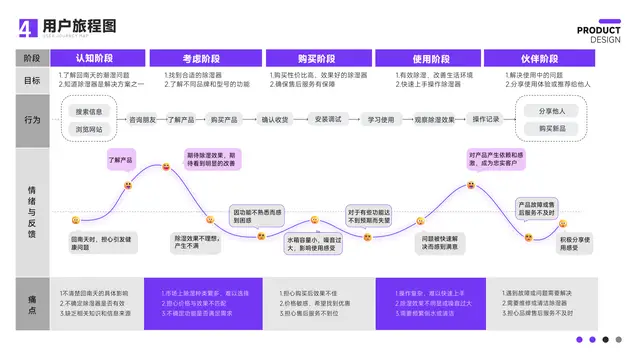 4 用户旅程图
USER JOURNEY MAP
PRODUCT
DESIGN
阶段
认知阶段
考虑阶段
购买阶段
使用阶段
伙伴阶段
目标
1.了解回南天的潮湿问题
2.知道除湿器是解决方案之一
1.找到合适的除湿器
2.了解不同品牌和型号的功能
1.购买性价比高、效果好的除湿器
2.确保售后服务有保障
1.有效除湿，改善生活环境
2.快速上手操作除湿器
1.解决使用中的问题
2.分享使用体验或推荐给他人
行为
搜索信息
浏览网站
咨询朋友
了解产品
购买产品
确认收货
安装调试
学习使用
观察除湿效果
操作记录
分享他人
购买新品
情绪与反馈
了解产品
期待除湿效果，期
待看到明显的改善
对产品产生依赖和感
激，成为忠实客户
因功能不熟悉而感
到困惑
对于有些功能达
不到预期而失望
产品故障或售
后服务不及时
回南天时，担心引发健
康问题
除湿效果不理想，
产生不满
水箱容量小，噪音过
大，影响使用感受
问题被快速解
决而感到满意
积极分享使
用感受
痛点
1.不清楚回南天的具体影响
2.不确定除湿器是否有效
3.缺乏相关知识和信息来源
1.市场上除湿种类繁多，难以选择
2.担心价格与效果不匹配
3.不确定功能是否满足需求
1.担心购买后效果不佳
2.价格敏感，希望找到优惠
3.担心售后服务不到位
1.操作复杂，难以快速上手
2.除湿效果不明显或噪音过大
3.需要频繁倒水或清洁
1.遇到故障或问题需要解决
2.需要维修或清洁除湿器
3.担心品牌售后服务不及时